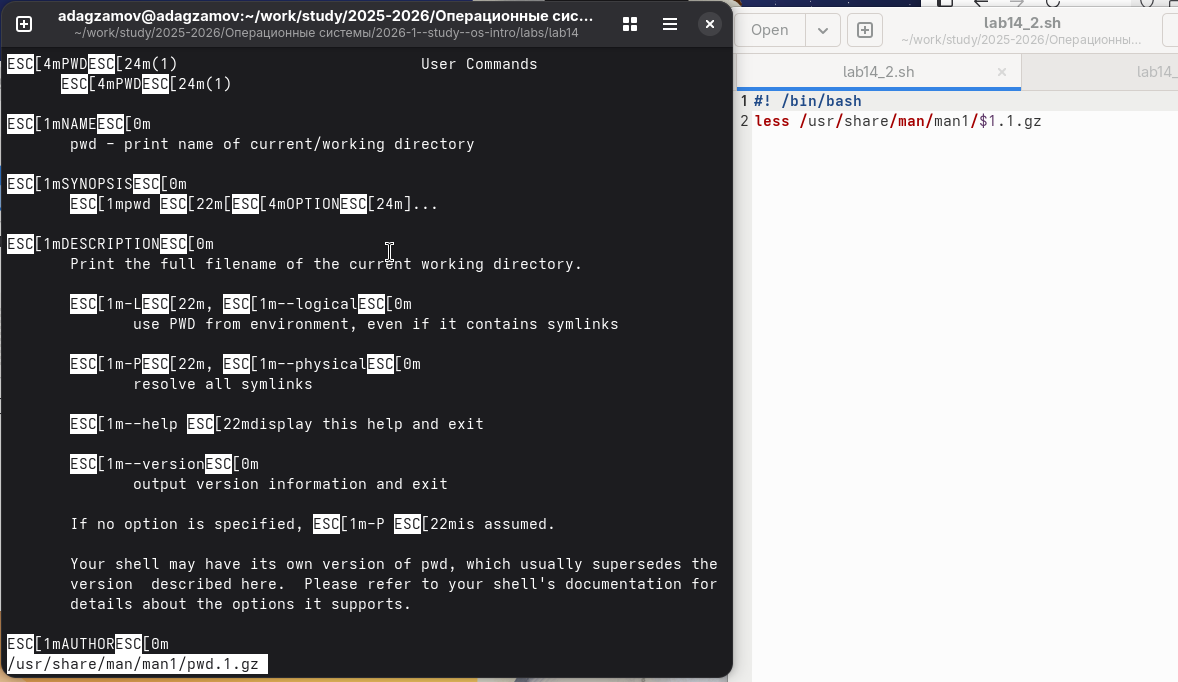 adagzamov@adagzamov:~/work/study/2025-2026/Операционные сис...
~/work/study/2025-2026/Операционные системы/2026-1--study--os-intro/labs/lab14
ESC[4mPWDESC[24m(1) User Commands
ESC[4mPWDESC[24m(1)
ESC[1mNAMEESC[0m
pwd - print name of current/working directory
ESC[1mSYNOPSISESC[0m
ESC[1mpwd ESC[22m[ESC[4mOPTIONESC[24m]...
ESC[1mDESCRIPTIONESC[0m
Print the full filename of the current working directory.
ESC[1m-LESC[22m, ESC[1m--logicalESC[0m
use PWD from environment, even if it contains symlinks
ESC[1m-PESC[22m, ESC[1m--physicalESC[0m
resolve all symlinks
ESC[1m--help ESC[22mdisplay this help and exit
ESC[1m--versionESC[0m
output version information and exit
If no option is specified, ESC[1m-P ESC[22mis assumed.
Your shell may have its own version of pwd, which usually supersedes the
version  described here.  Please refer to your shell's documentation for
details about the options it supports.
ESC[1mAUTHORESC[0m
/usr/share/man/man1/pwd.1.gz
Open
lab14_2.sh
~/work/study/2025-2026/Операционны...
lab14_2.sh
lab14_
1 #! /bin/bash
2 less /usr/share/man/man1/$1.1.gz